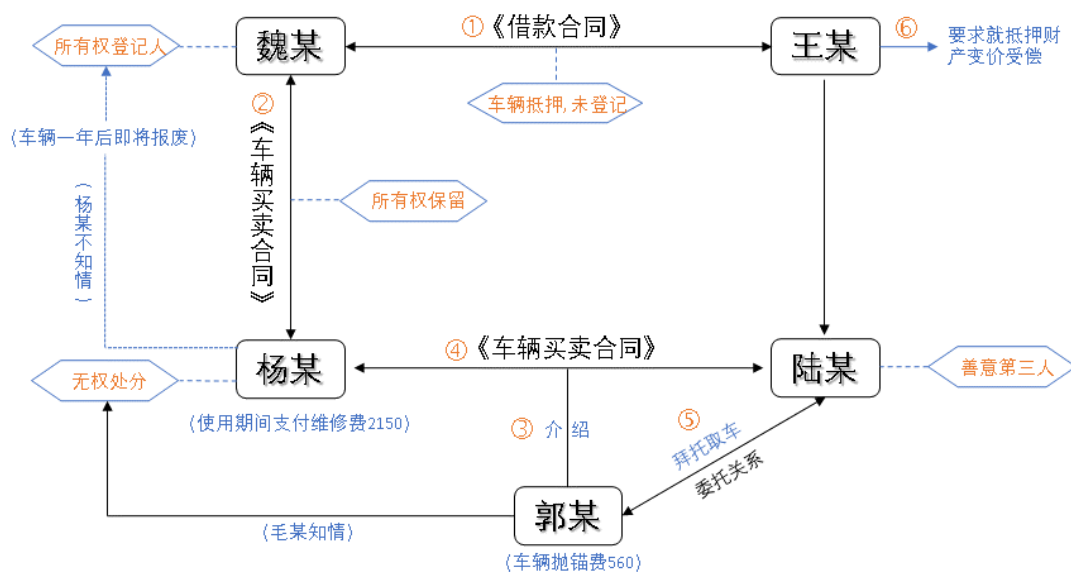 所有权登记人
魏某
①《借款合同》
王某
⑥
要求就抵押财
产变价受偿
车辆抵押,未登记
②《车辆买卖合同》
(车辆一年后即将报废)
所有权保留
(杨某不知情)
无权处分
杨某
④《车辆买卖合同》
陆某
善意第三人
(使用期间支付维修费2150)
③介绍
⑤
拜托取车
委托关系
郭某
(毛某知情)
(车辆抛锚费560)